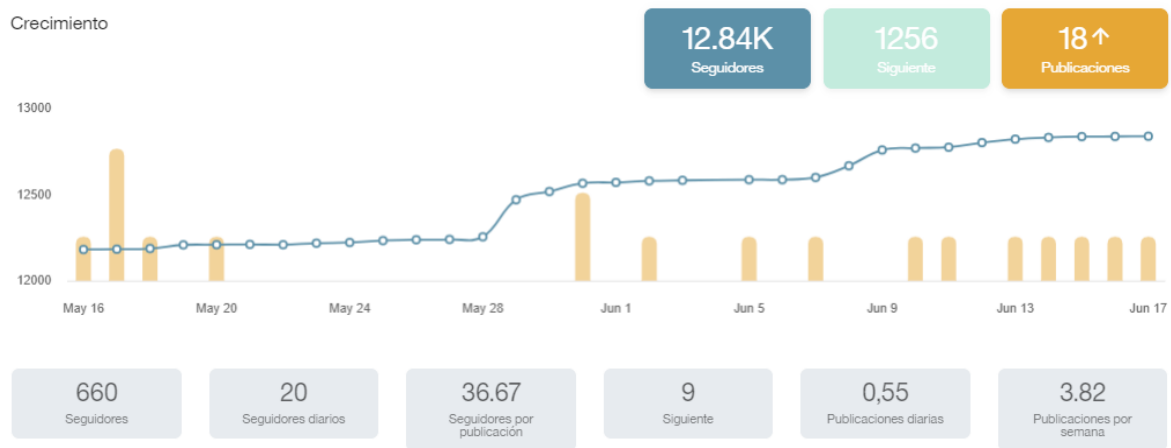 Crecimiento
12.84K
Seguidores
1256
Siguiente
18↑
Publicaciones
13000
12500
12000
May 16
May 20
May 24
May 28
Jun 1
Jun 5
Jun 9
Jun 13
Jun 17
660
Seguidores
20
Seguidores diarios
36.67
Seguidores por
publicación
9
Siguiente
0,55
Publicaciones diarias
3.82
Publicaciones por
semana